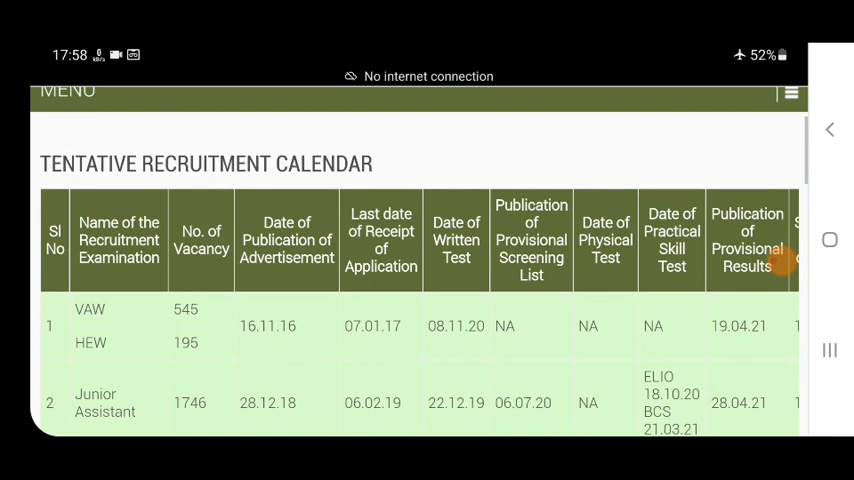 17:58 0 KB/s 52%
No internet connection
MENU
TENTATIVE RECRUITMENT CALENDAR
Sl No | Name of the Recruitment Examination | No. of Vacancy | Date of Publication of Advertisement | Last date of Receipt of Application | Date of Written Test | Publication of Provisional Screening List | Date of Physical Test | Date of Practical Skill Test | Publication of Provisional Results
1 | VAW | 545 | 16.11.16 | 07.01.17 | 08.11.20 | NA | NA | NA | 19.04.21
HEW | 195
2 | Junior Assistant | 1746 | 28.12.18 | 06.02.19 | 22.12.19 | 06.07.20 | NA | ELIO 18.10.20 BCS 21.03.21 | 28.04.21